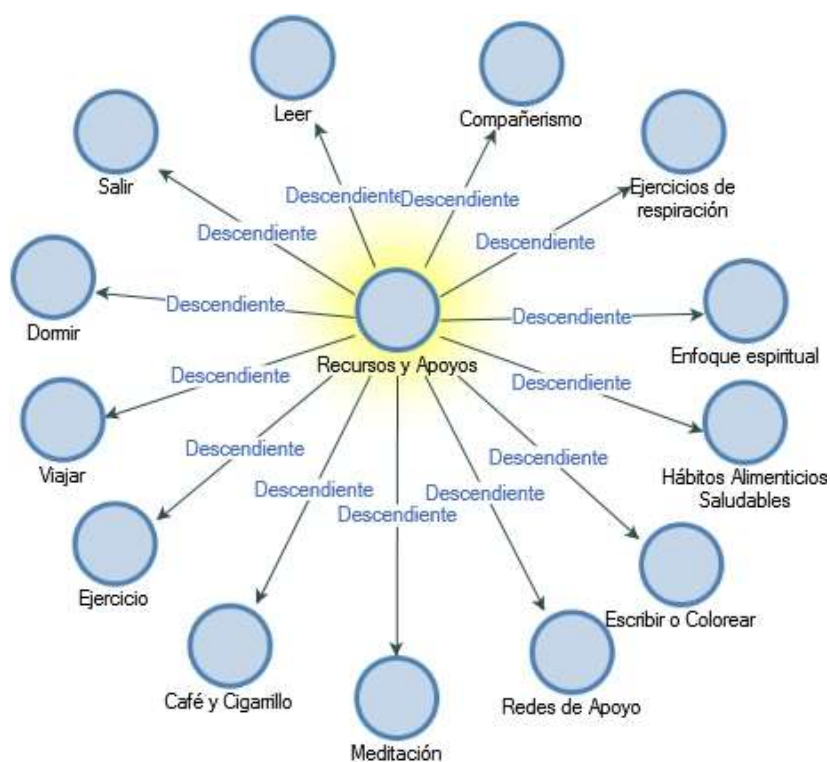 Leer
Compañerismo
Salir
Ejercicios de
respiración
Descendiente
Descendiente
Descendiente
Descendiente
Dormir
Descendiente
Descendiente
Enfoque espiritual
Recursos y Apoyos
Descendiente
Descendiente
Viajar
Descendiente
Descendiente
Hábitos Alimenticios
Saludables
Descendiente
Descendiente
Descendiente
Ejercicio
Escribir o Colorear
Café y Cigarrillo
Redes de Apoyo
Meditación